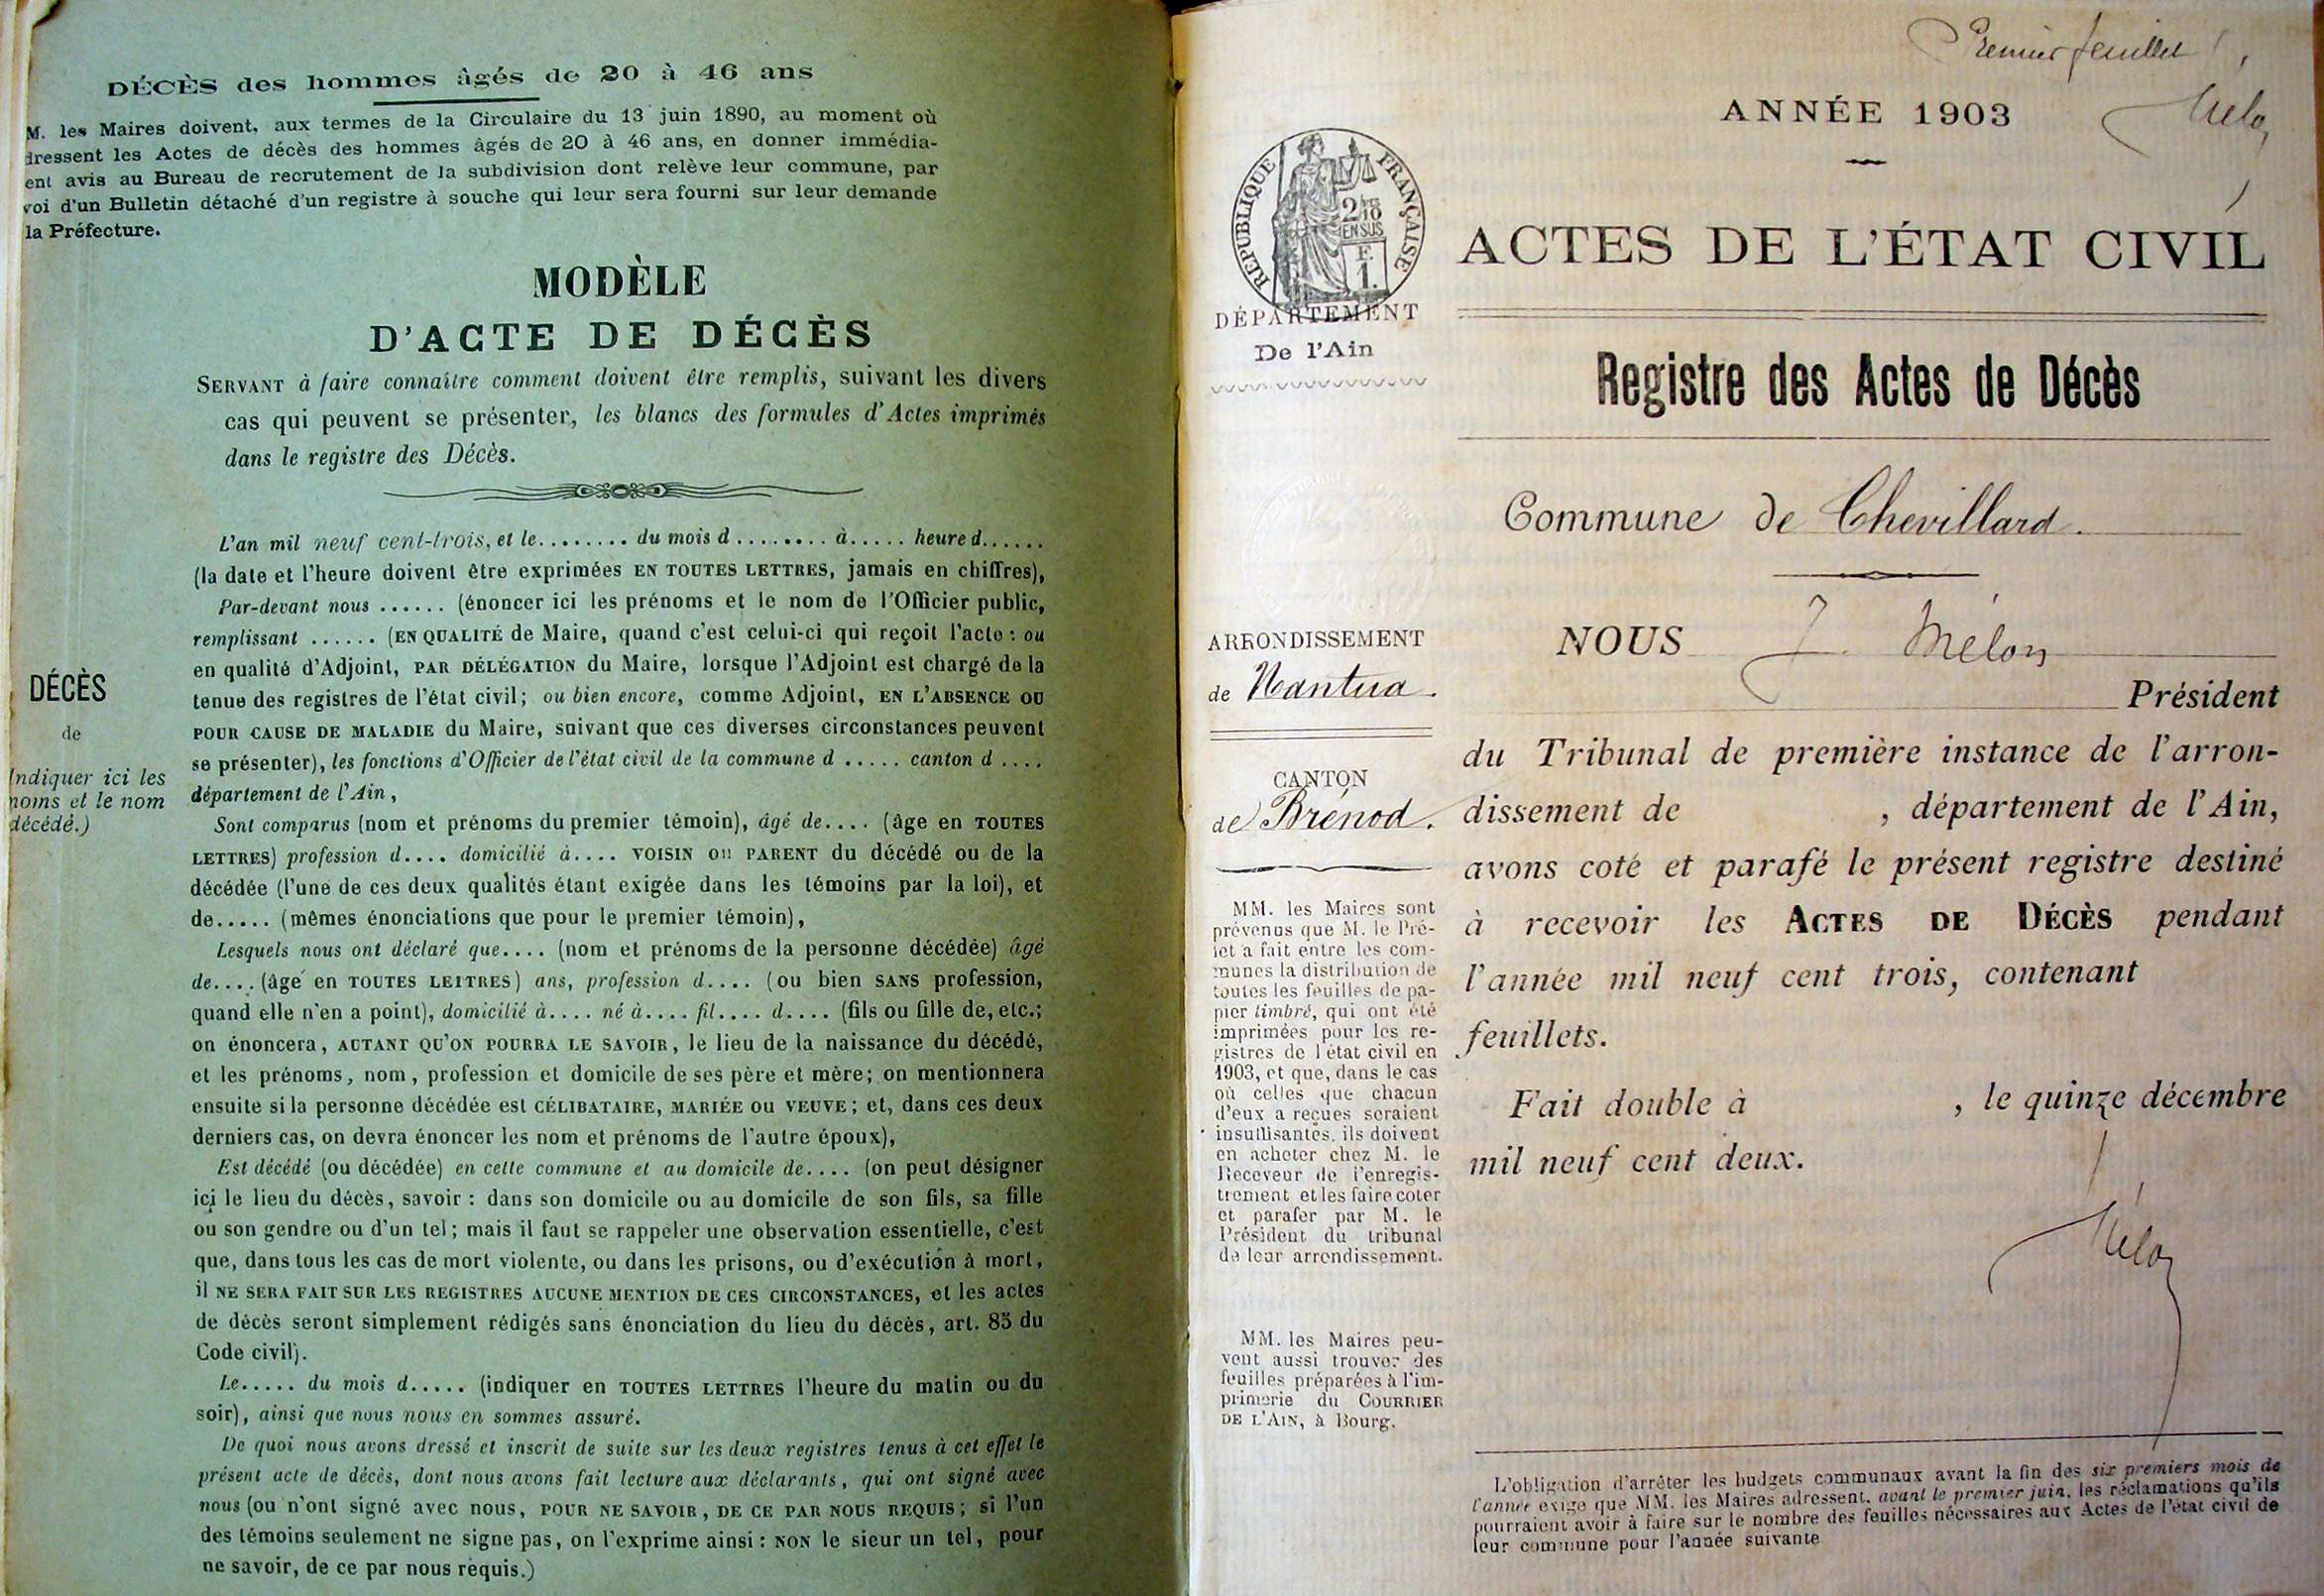 DÉCÈS des hommes âgés de 20 à 46 ans
M. les Maires doivent, aux termes de la Circulaire du 13 juin 1890, au moment où
dressent les Actes de décès des hommes âgés de 20 à 46 ans, en donner immédia-
ent avis au Bureau de recrutement de la subdivision dont relève leur commune, par
voi d'un Bulletin détaché d'un registre à souche qui leur sera fourni sur leur demande
la Préfecture.
MODÈLE
D'ACTE DE DÉCÈS
SERVANT à faire connaître comment doivent être remplis, suivant les divers
cas qui peuvent se présenter, les blancs des formules d'Actes imprimés
dans le registre des Décès.
L'an mil neuf cent-trois, et le........ du mois d ........ à..... heure d......
(la date et l'heure doivent être exprimées EN TOUTES LETTRES, jamais en chiffres),
Par-devant nous ...... (énoncer ici les prénoms et le nom de l'Officier public,
remplissant ...... (EN QUALITÉ de Maire, quand c'est celui-ci qui reçoit l'acte : ou
en qualité d'Adjoint, PAR DÉLÉGATION du Maire, lorsque l'Adjoint est chargé de la
tenue des registres de l'état civil; ou bien encore, comme Adjoint, EN L'ABSENCE OU
POUR CAUSE DE MALADIE du Maire, suivant que ces diverses circonstances peuvent
se présenter), les fonctions d'Officier de l'état civil de la commune d ..... canton d ....
département de l'Ain,
Sont comparus (nom et prénoms du premier témoin), âgé de.... (âge en TOUTES
LETTRES) profession d.... domicilié à.... VOISIN OU PARENT du décédé ou de la
décédée (l'une de ces deux qualités étant exigée dans les témoins par la loi), et
de..... (mêmes énonciations que pour le premier témoin),
Lesquels nous ont déclaré que.... (nom et prénoms de la personne décédée) âgé
de.... (âgé en TOUTES LEITRES) ans, profession d.... (ou bien SANS profession,
quand elle n'en a point), domicilié à.... né à.... fil.... d.... (fils ou fille de, etc.;
on énoncera, AUTANT QU'ON POURRA LE SAVOIR, le lieu de la naissance du décédé,
et les prénoms, nom, profession et domicile de ses père et mère; on mentionnera
ensuite si la personne décédée est CÉLIBATAIRE, MARIÉE OU VEUVE; et, dans ces deux
derniers cas, on devra énoncer les nom et prénoms de l'autre époux),
Est décédé (ou décédée) en cette commune et au domicile de.... (on peut désigner
ici le lieu du décès, savoir : dans son domicile ou au domicile de son fils, sa fille
ou son gendre ou d'un tel; mais il faut se rappeler une observation essentielle, c'est
que, dans tous les cas de mort violente, ou dans les prisons, ou d'exécution à mort,
il NE SERA FAIT SUR LES REGISTRES AUCUNE MENTION DE CES CIRCONSTANCES, et les actes
de décès seront simplement rédigés sans énonciation du lieu du décès, art. 85 du
Code civil).
Le..... du mois d..... (indiquer en TOUTES LETTRES l'heure du matin ou du
soir), ainsi que nous nous en sommes assuré.
De quoi nous avons dressé et inscrit de suite sur les deux registres tenus à cet effet le
présent acte de décès, dont nous avons fait lecture aux déclarants, qui ont signé avec
nous (ou n'ont signé avec nous, POUR NE SAVOIR, DE CE PAR NOUS REQUIS; si l'un
des témoins seulement ne signe pas, on l'exprime ainsi : NON le sieur un tel, pour
ne savoir, de ce par nous requis.)
DÉCÈS
de
Indiquer ici les
noms et le nom
décédé.)
Premier feuillet
Mélon
ANNÉE 1903
RÉPUBLIQUE FRANÇAISE
2/10
EN SUS
F.
1.
ACTES DE L'ÉTAT CIVIL
DÉPARTEMENT
De l'Ain
Registre des Actes de Décès
Commune de Chevillard.
ARRONDISSEMENT
de Nantua.
CANTON
de Brénod.
MM. les Maires sont
prévenus que M. le Pré-
fet a fait entre les com-
munes la distribution de
toutes les feuilles de pa-
pier timbré, qui ont été
imprimées pour les re-
gistres de l'état civil en
1903, et que, dans le cas
où celles que chacun
d'eux a reçues seraient
insuffisantes, ils doivent
en acheter chez M. le
Receveur de l'enregis-
trement et les faire coter
et parafer par M. le
Président du tribunal
de leur arrondissement.
MM. les Maires peu-
vent aussi trouver des
feuilles préparées à l'im-
primerie du COURRIER
DE L'AIN, à Bourg.
NOUS J. Mélon
Président
du Tribunal de première instance de l'arron-
dissement de , département de l'Ain,
avons coté et parafé le présent registre destiné
à recevoir les ACTES DE DÉCÈS pendant
l'année mil neuf cent trois, contenant
feuillets.
Fait double à , le quinze décembre
mil neuf cent deux.
Mélon
L'obligation d'arrêter les budgets communaux avant la fin des six premiers mois de
l'année exige que MM. les Maires adressent, avant le premier juin, les réclamations qu'ils
pourraient avoir à faire sur le nombre des feuilles nécessaires aux Actes de l'état civil de
leur commune pour l'année suivante